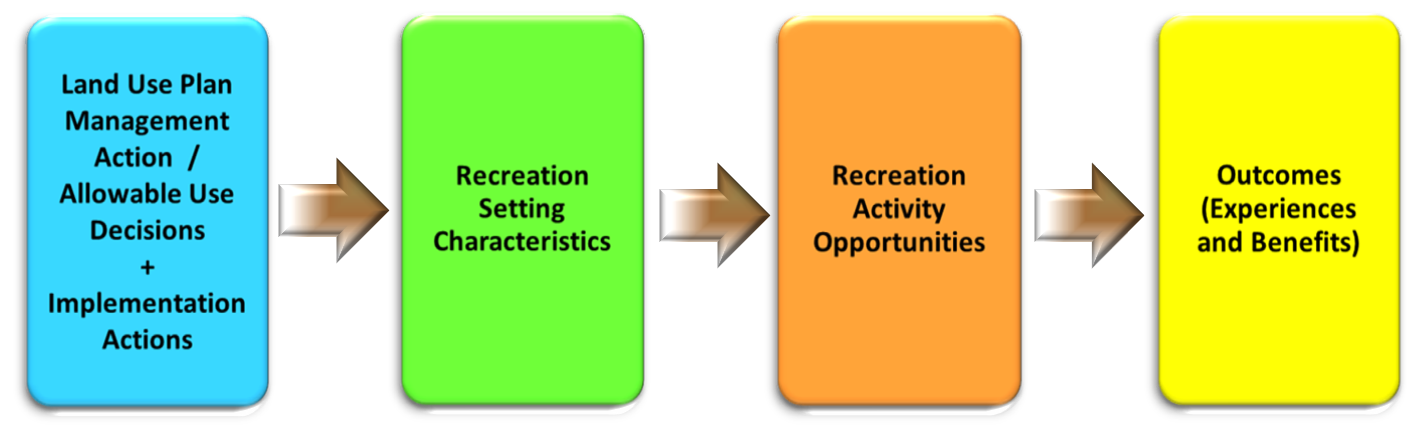 Land Use Plan
Management
Action /
Allowable Use
Decisions
+
Implementation
Actions
Recreation
Setting
Characteristics
Recreation
Activity
Opportunities
Outcomes
(Experiences
and Benefits)